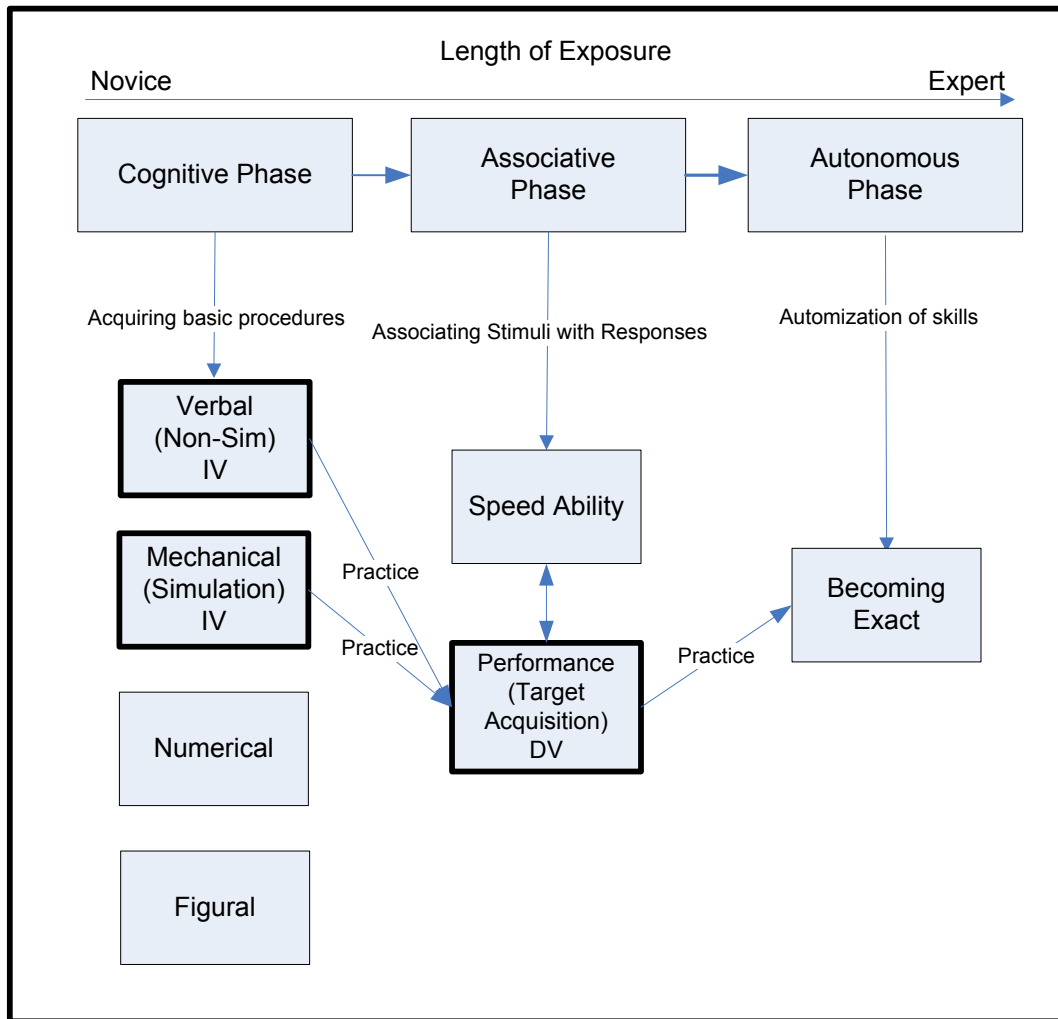 Length of Exposure
Novice
Expert
Cognitive Phase
Associative
Phase
Autonomous
Phase
Acquiring basic procedures
Associating Stimuli with Responses
Automization of skills
Verbal
(Non-Sim)
IV
Mechanical
(Simulation)
IV
Numerical
Figural
Practice
Practice
Speed Ability
Performance
(Target
Acquisition)
DV
Practice
Becoming
Exact